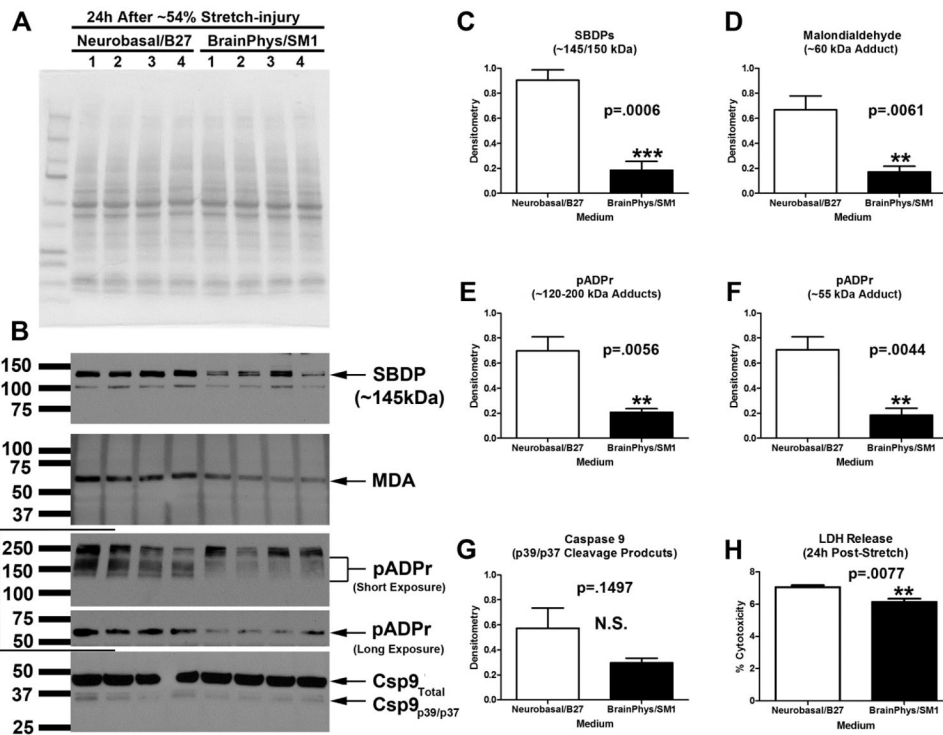 A
24h After ~54% Stretch-injury
Neurobasal/B27 BrainPhys/SM1
1 2 3 4 1 2 3 4
B
150
100
75
SBDP
(~145kDa)
100
75
50
37
MDA
250
150
100
pADPr
(Short Exposure)
75
50
pADPr
(Long Exposure)
50
37
25
Csp9Total
Csp9p39/p37
C
SBDPs
(~145/150 kDa)
Densitometry
1.0
0.8
0.6
0.4
0.2
0.0
p=.0006
***
Neurobasal/B27 BrainPhys/SM1
Medium
D
Malondialdehyde
(~60 kDa Adduct)
Densitometry
1.0
0.8
0.6
0.4
0.2
0.0
p=.0061
**
Neurobasal/B27 BrainPhys/SM1
Medium
E
pADPr
(~120-200 kDa Adducts)
Densitometry
1.0
0.8
0.6
0.4
0.2
0.0
p=.0056
**
Neurobasal/B27 BrainPhys/SM1
Medium
F
pADPr
(~55 kDa Adduct)
Densitometry
1.0
0.8
0.6
0.4
0.2
0.0
p=.0044
**
Neurobasal/B27 BrainPhys/SM1
Medium
G
Caspase 9
(p39/p37 Cleavage Prodcuts)
Densitometry
1.0
0.8
0.6
0.4
0.2
0.0
p=.1497
N.S.
Neurobasal/B27 BrainPhys/SM1
Medium
H
LDH Release
(24h Post-Stretch)
% Cytotoxicity
8
6
4
2
0
p=.0077
**
Neurobasal/B27 BrainPhys/SM1
Medium